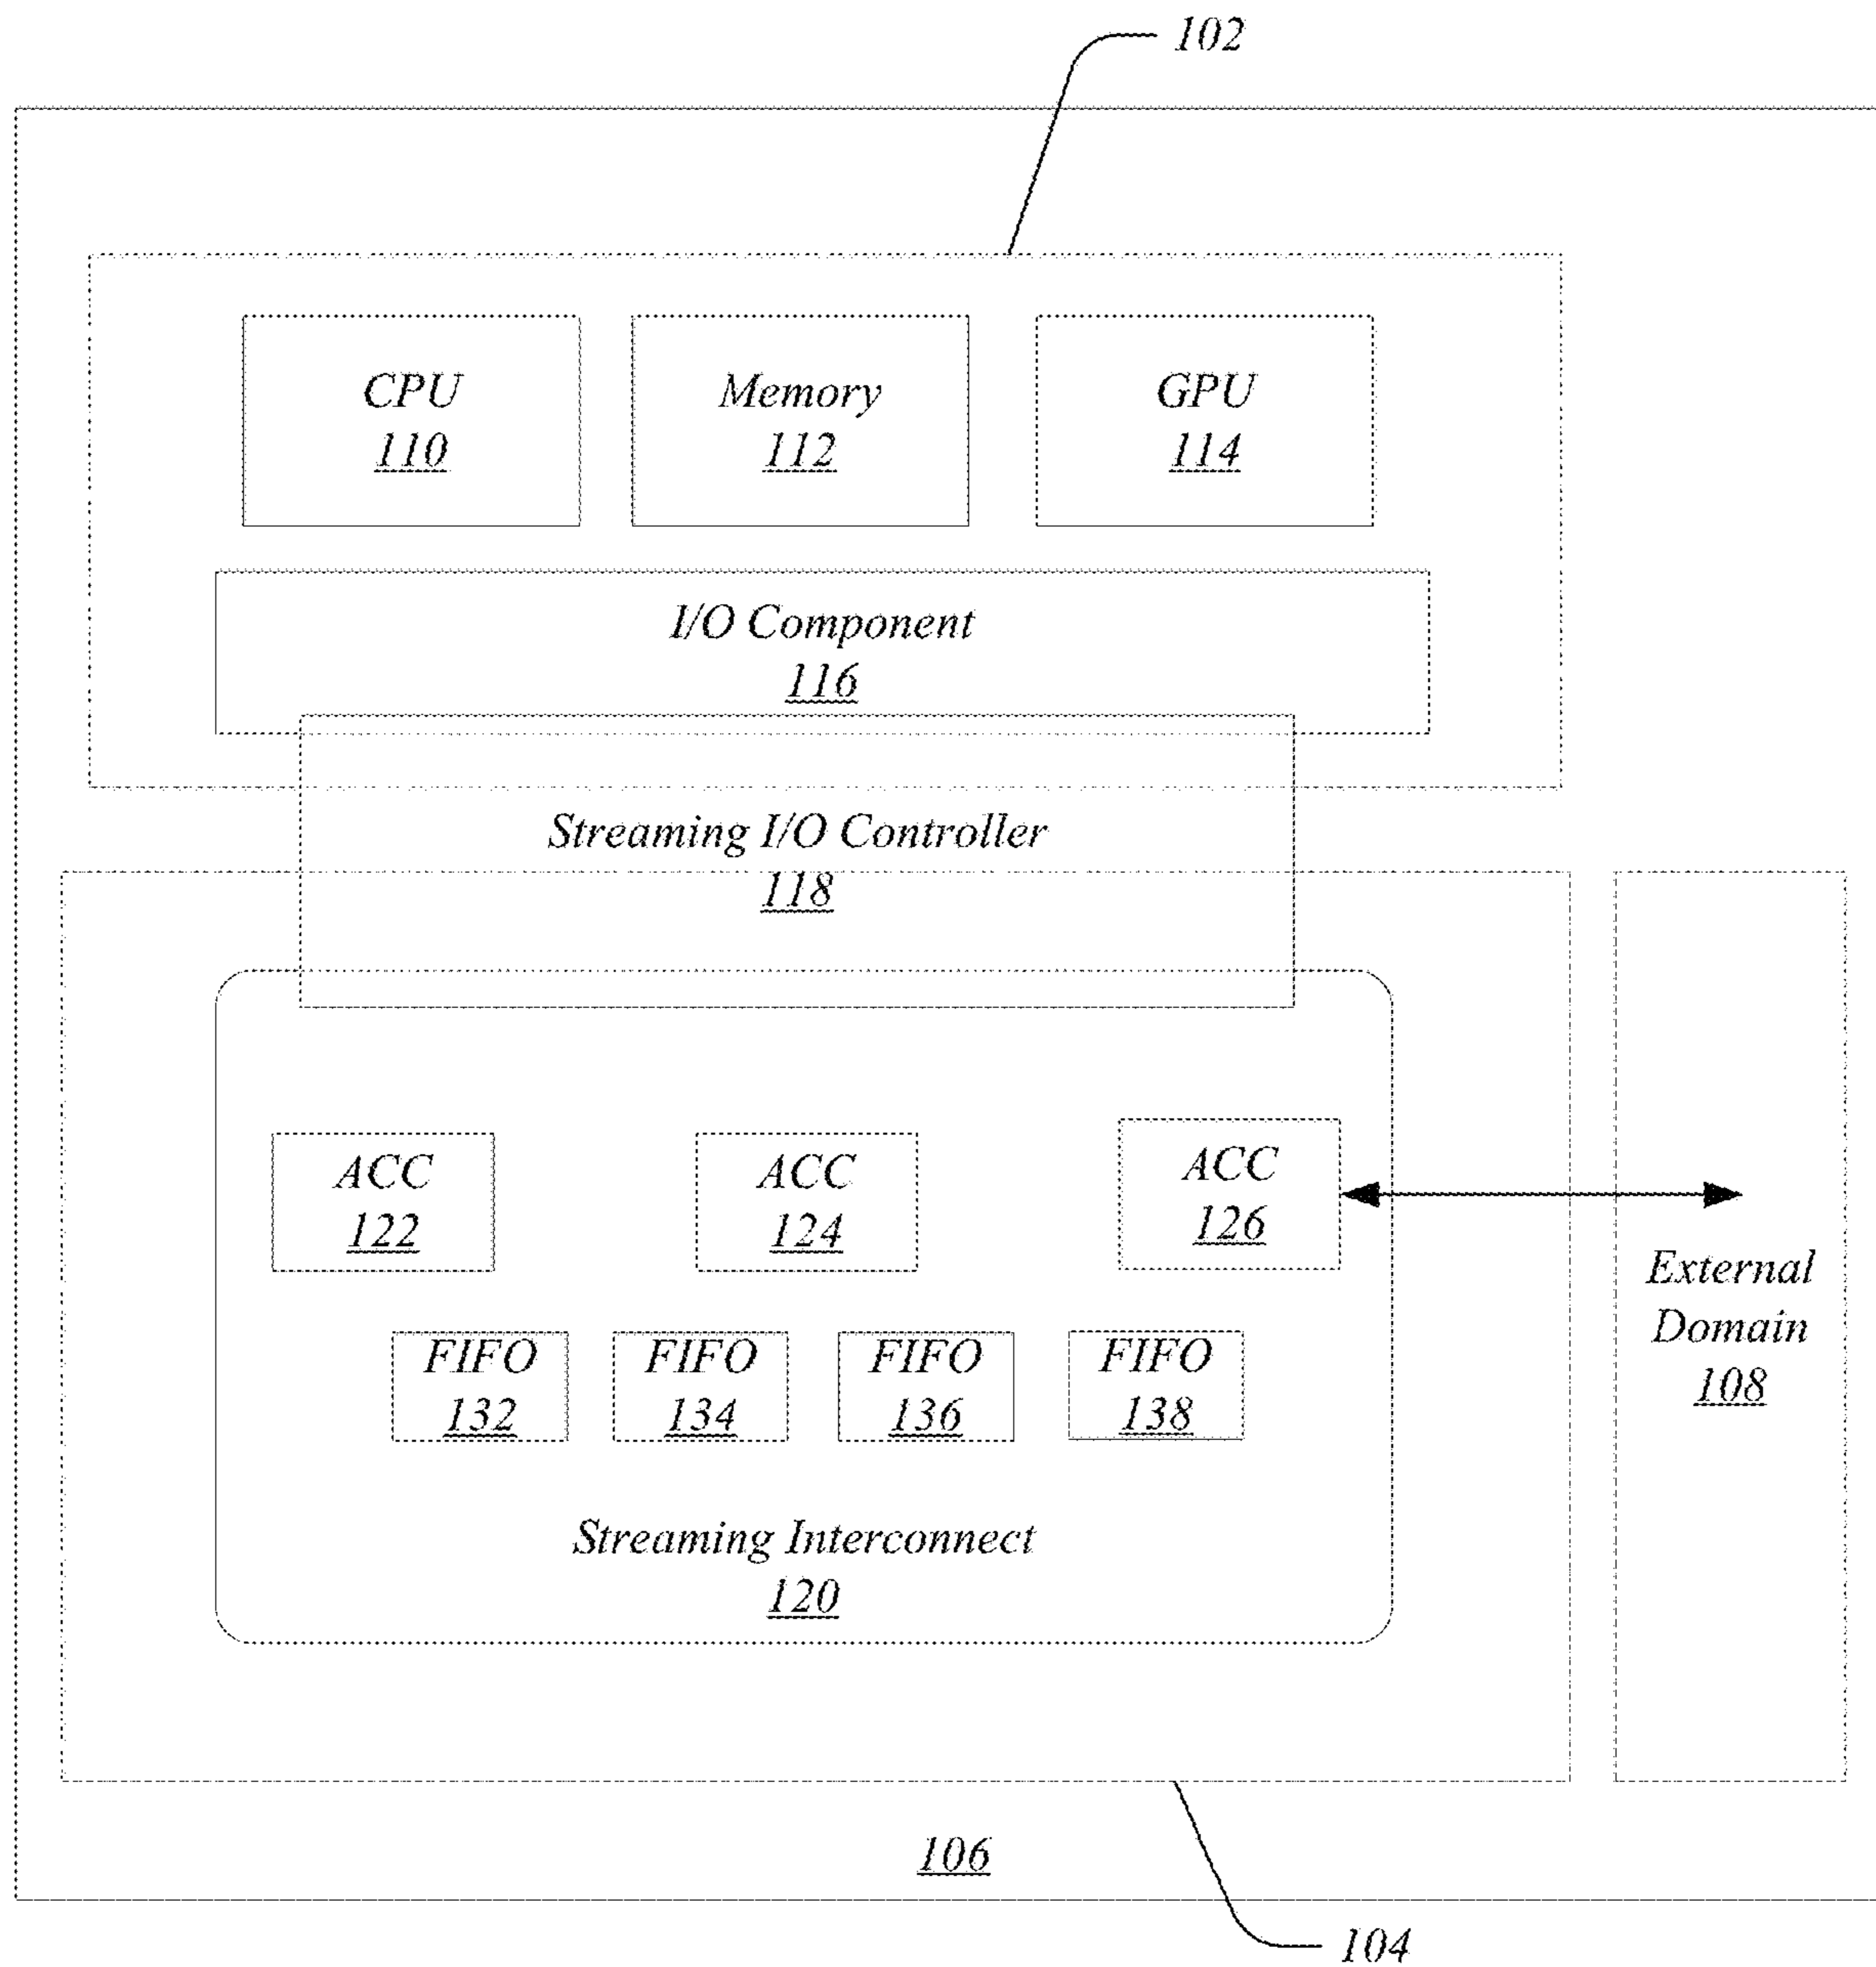 102
CPU
110
Memory
112
GPU
114
I/O Component
116
Streaming I/O Controller
118
ACC
122
ACC
124
ACC
126
External
Domain
108
FIFO
132
FIFO
134
FIFO
136
FIFO
138
Streaming Interconnect
120
106
104